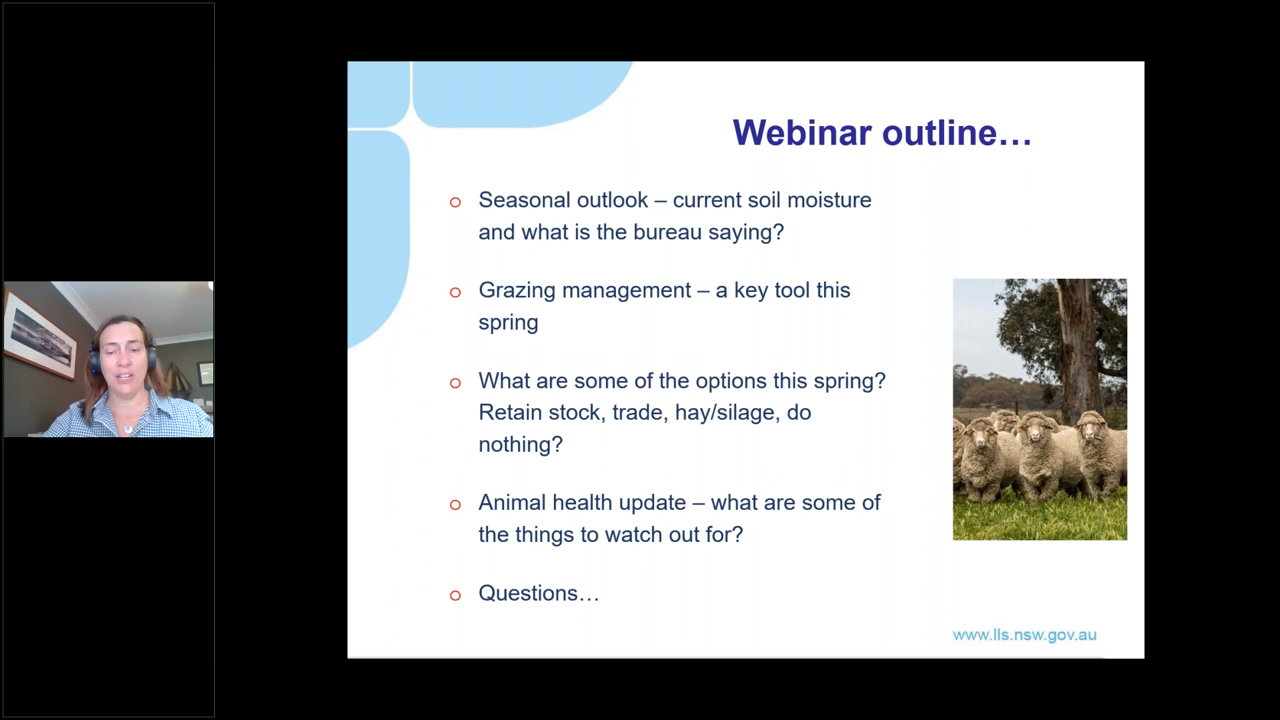 Webinar outline…
Seasonal outlook – current soil moisture
and what is the bureau saying?
Grazing management – a key tool this
spring
What are some of the options this spring?
Retain stock, trade, hay/silage, do
nothing?
Animal health update – what are some of
the things to watch out for?
Questions…
www.lls.nsw.gov.au